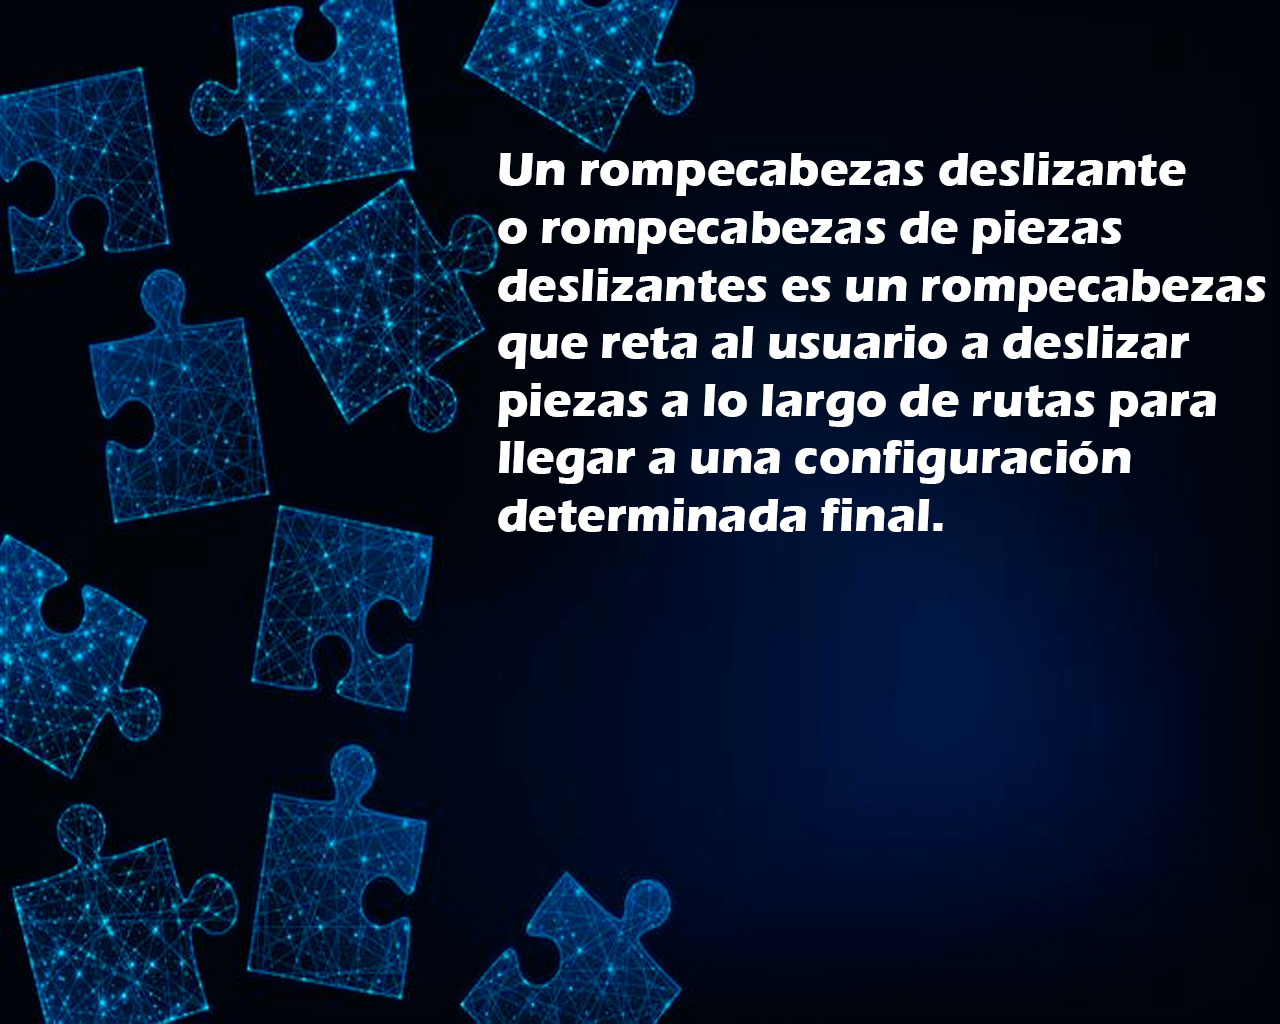 Un rompecabezas deslizante
o rompecabezas de piezas
deslizantes es un rompecabezas
que reta al usuario a deslizar
piezas a lo largo de rutas para
llegar a una configuración
determinada final.